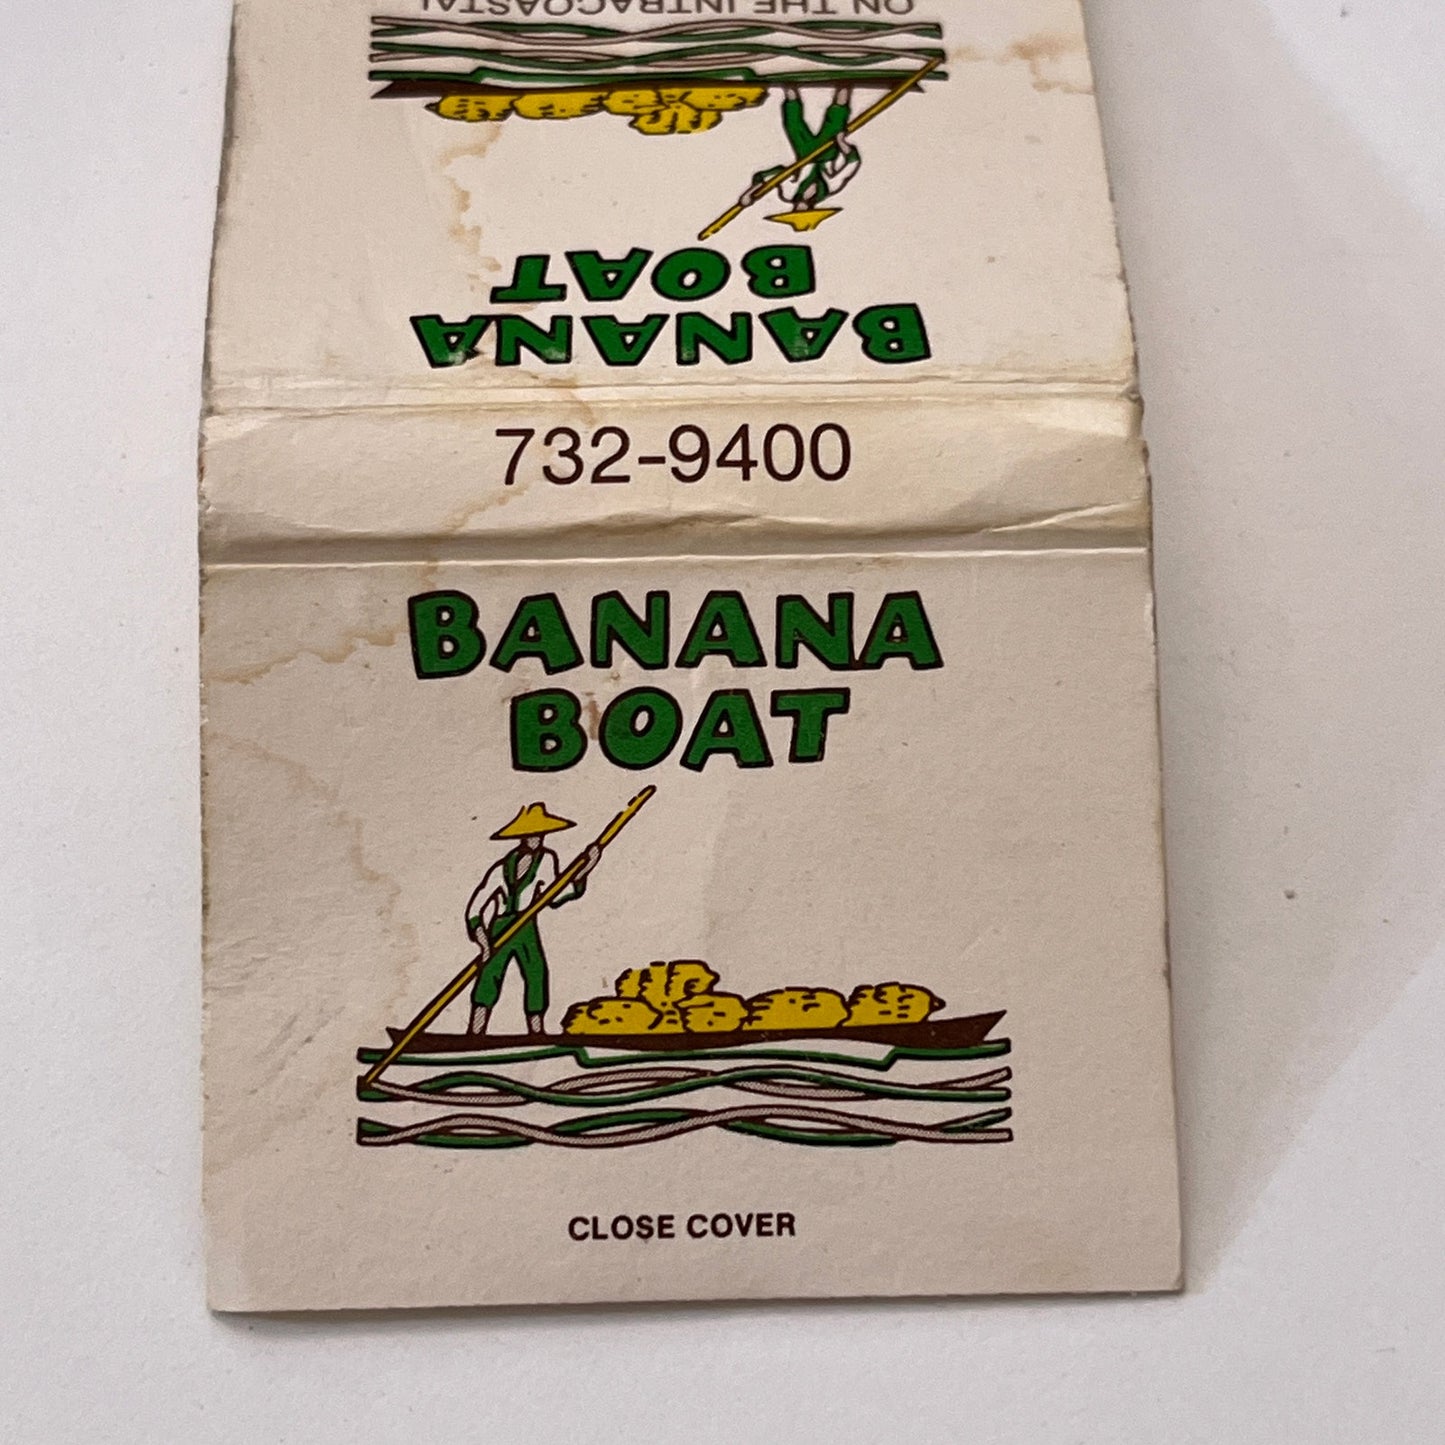 BANANA
BOAT
ON THE INTRACOASTAL
732-9400
BANANA
BOAT
CLOSE COVER